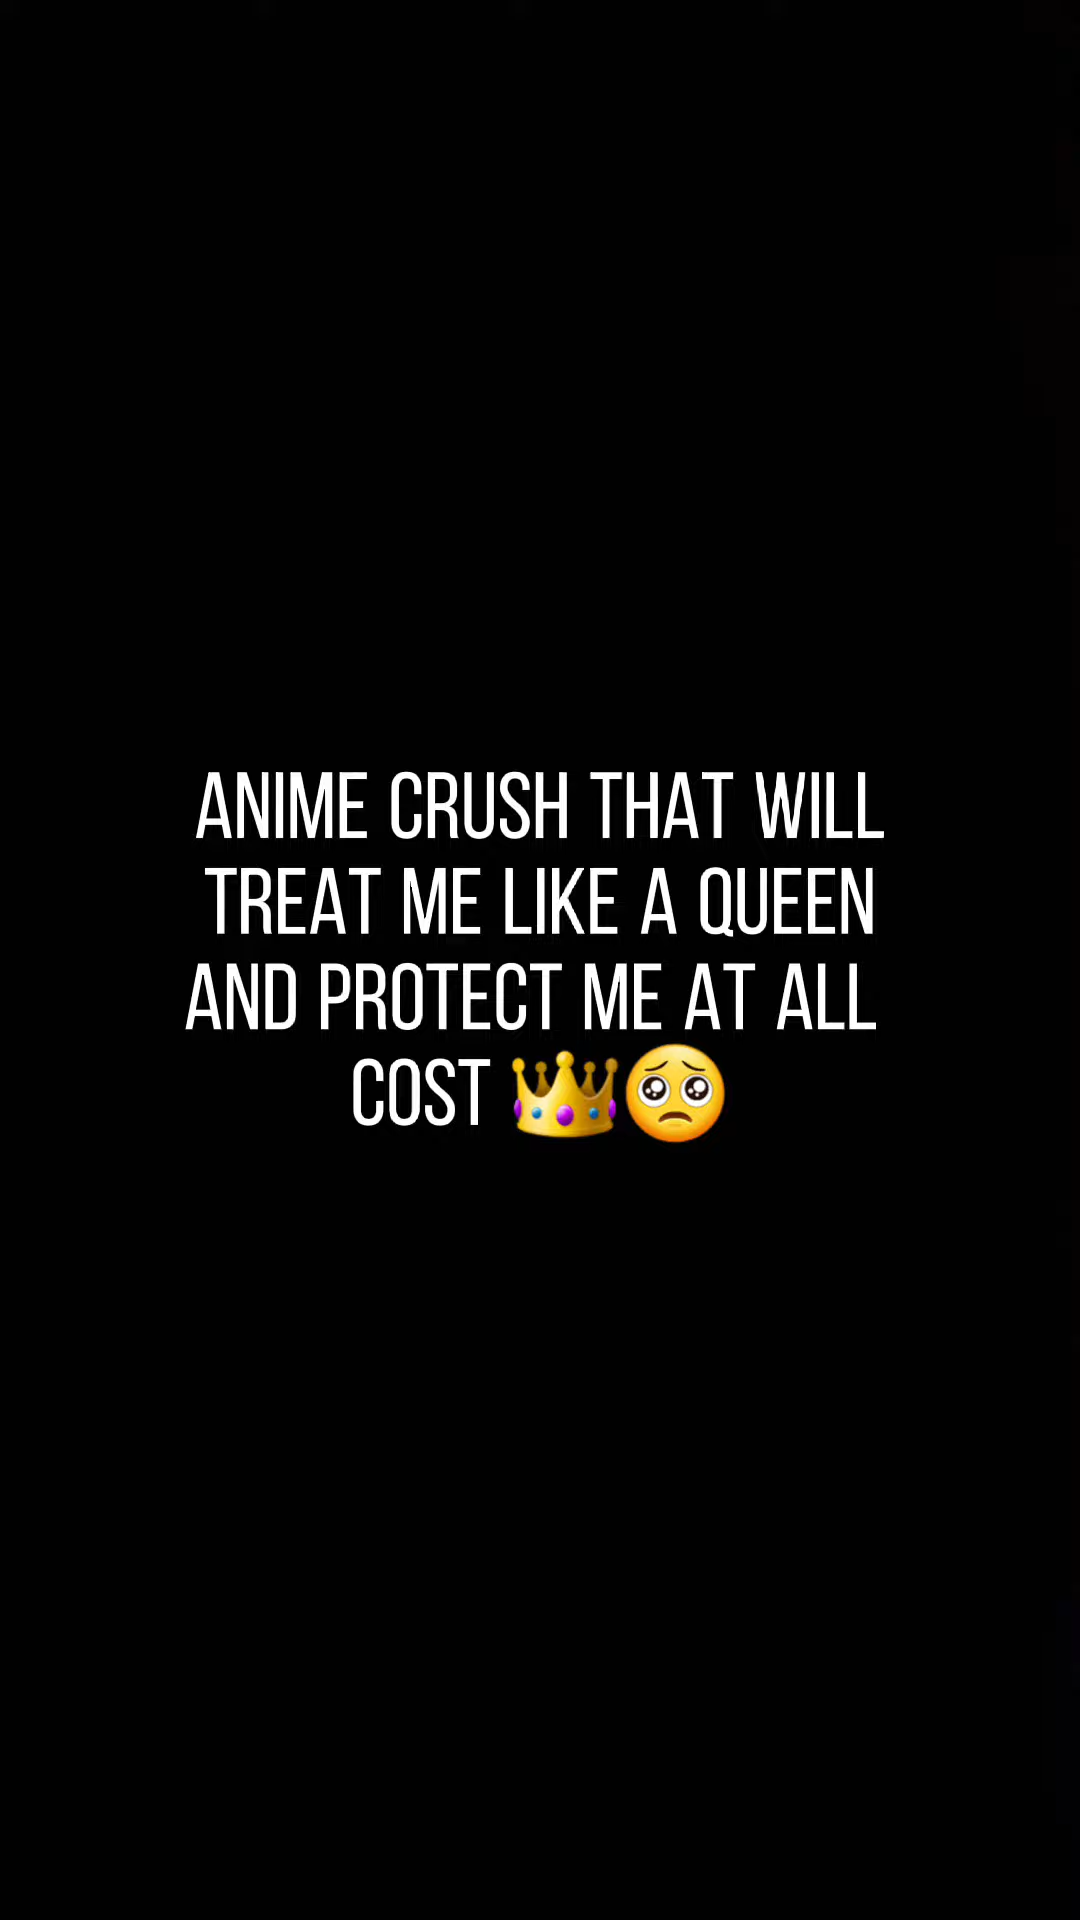 ANIME CRUSH THAT WILL
TREAT ME LIKE A QUEEN
AND PROTECT ME AT ALL
COST 👑🥺